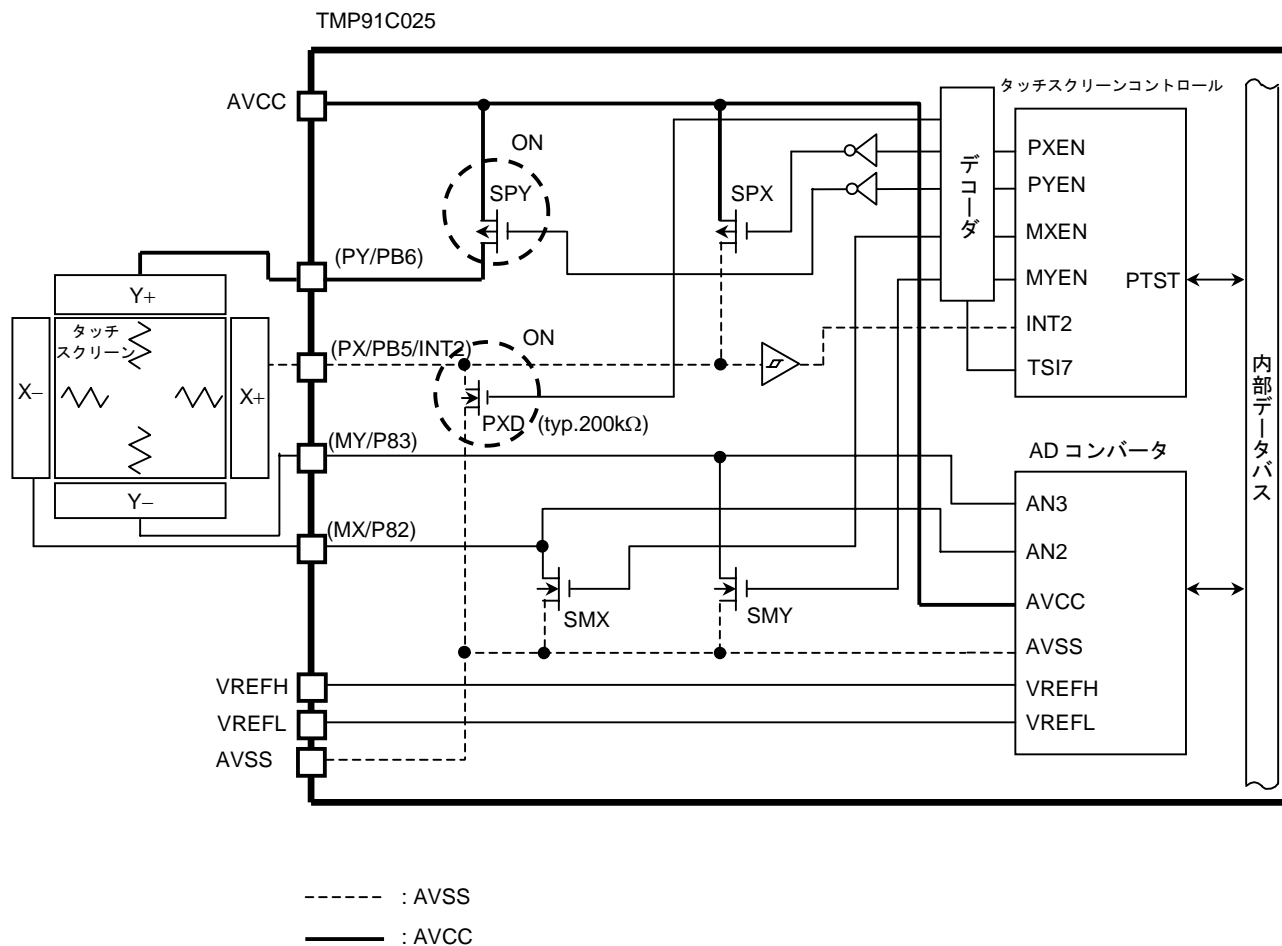 TMP91C025
AVCC
ON
SPY
SPX
(PY/PB6)
タッチスクリーンコントロール
デコーダ
PXEN
PYEN
MXEN
MYEN
PTST
INT2
TSI7
内部データバス
Y+
タッチ
スクリーン
X−
X+
Y−
(PX/PB5/INT2)
ON
PXD
(typ.200kΩ)
(MY/P83)
(MX/P82)
SMX
SMY
AD コンバータ
AN3
AN2
AVCC
AVSS
VREFH
VREFL
VREFH
VREFL
AVSS
: AVSS
: AVCC